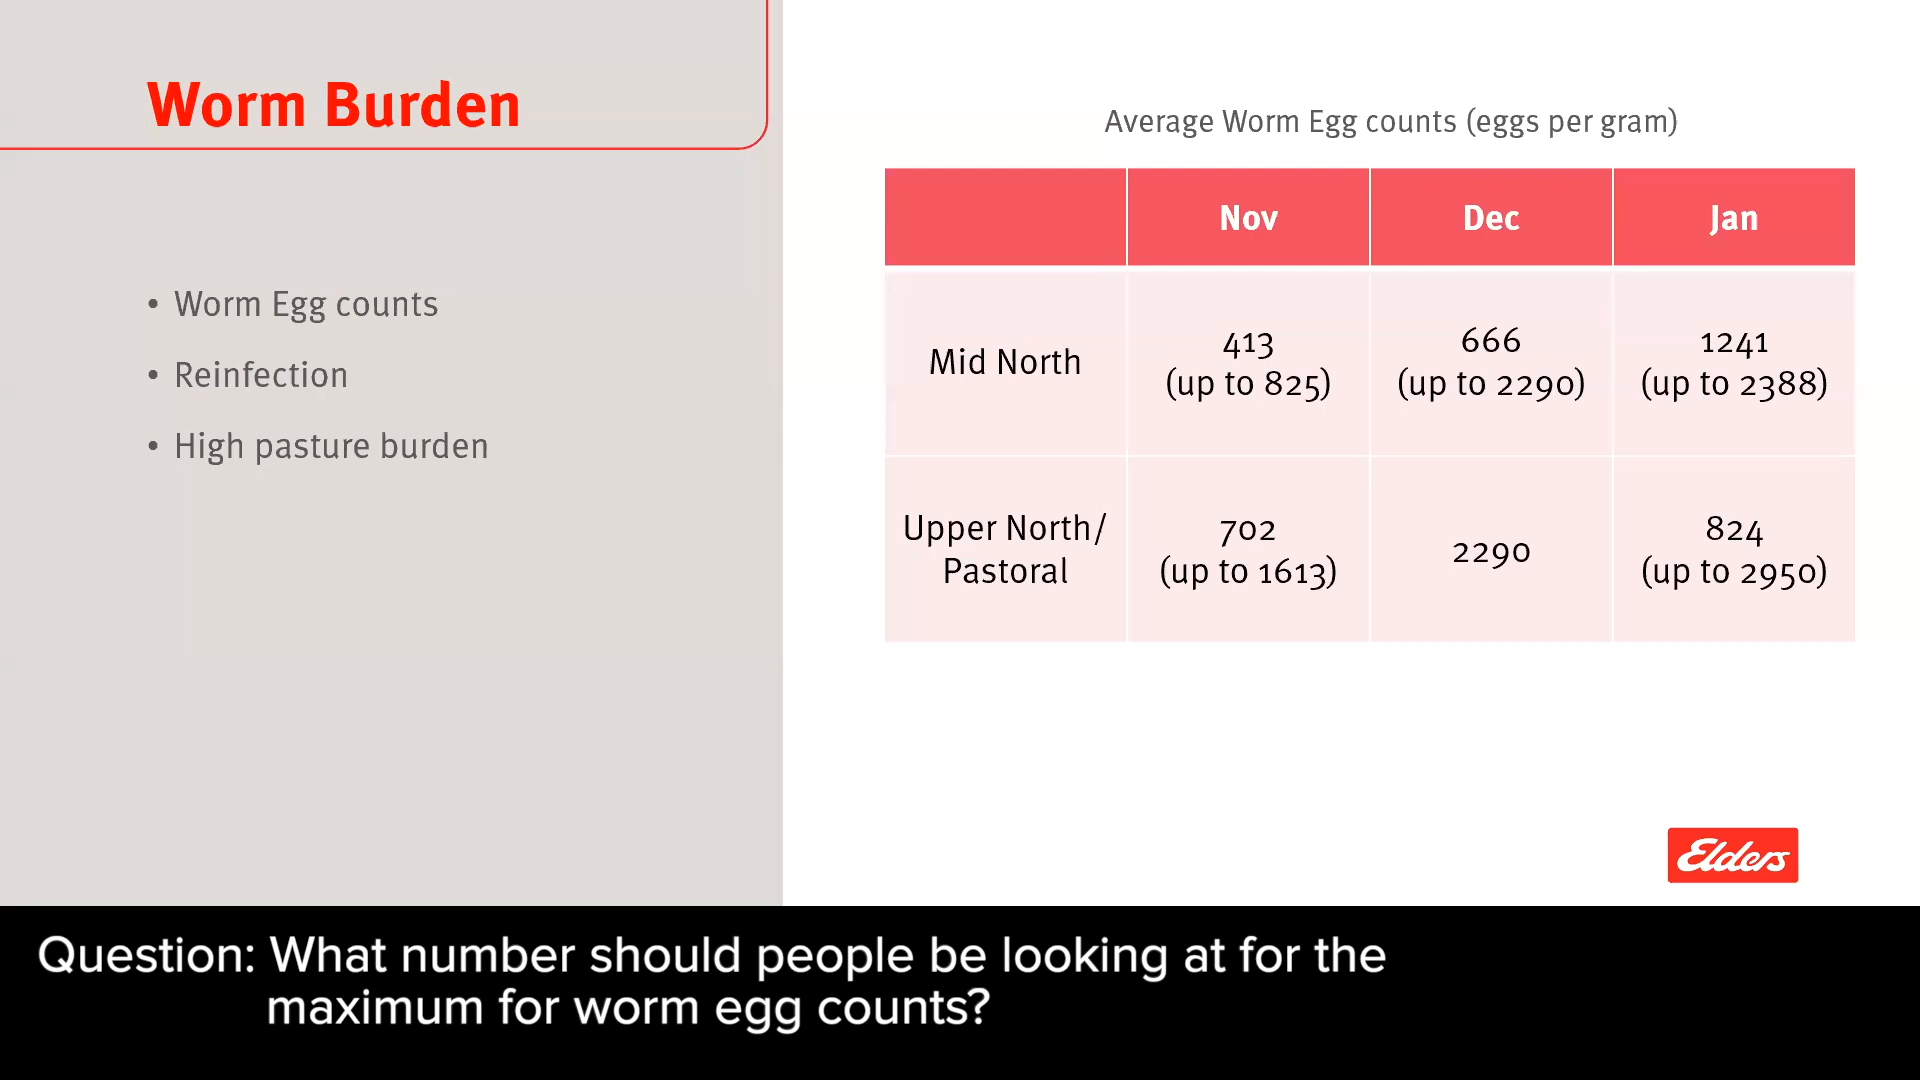 Worm Burden
• Worm Egg counts
• Reinfection
• High pasture burden
Average Worm Egg counts (eggs per gram)
Nov Dec Jan
Mid North
413
(up to 825)
666
(up to 2290)
1241
(up to 2388)
Upper North/
Pastoral
702
(up to 1613)
2290
824
(up to 2950)
Elders
Question: What number should people be looking at for the
maximum for worm egg counts?